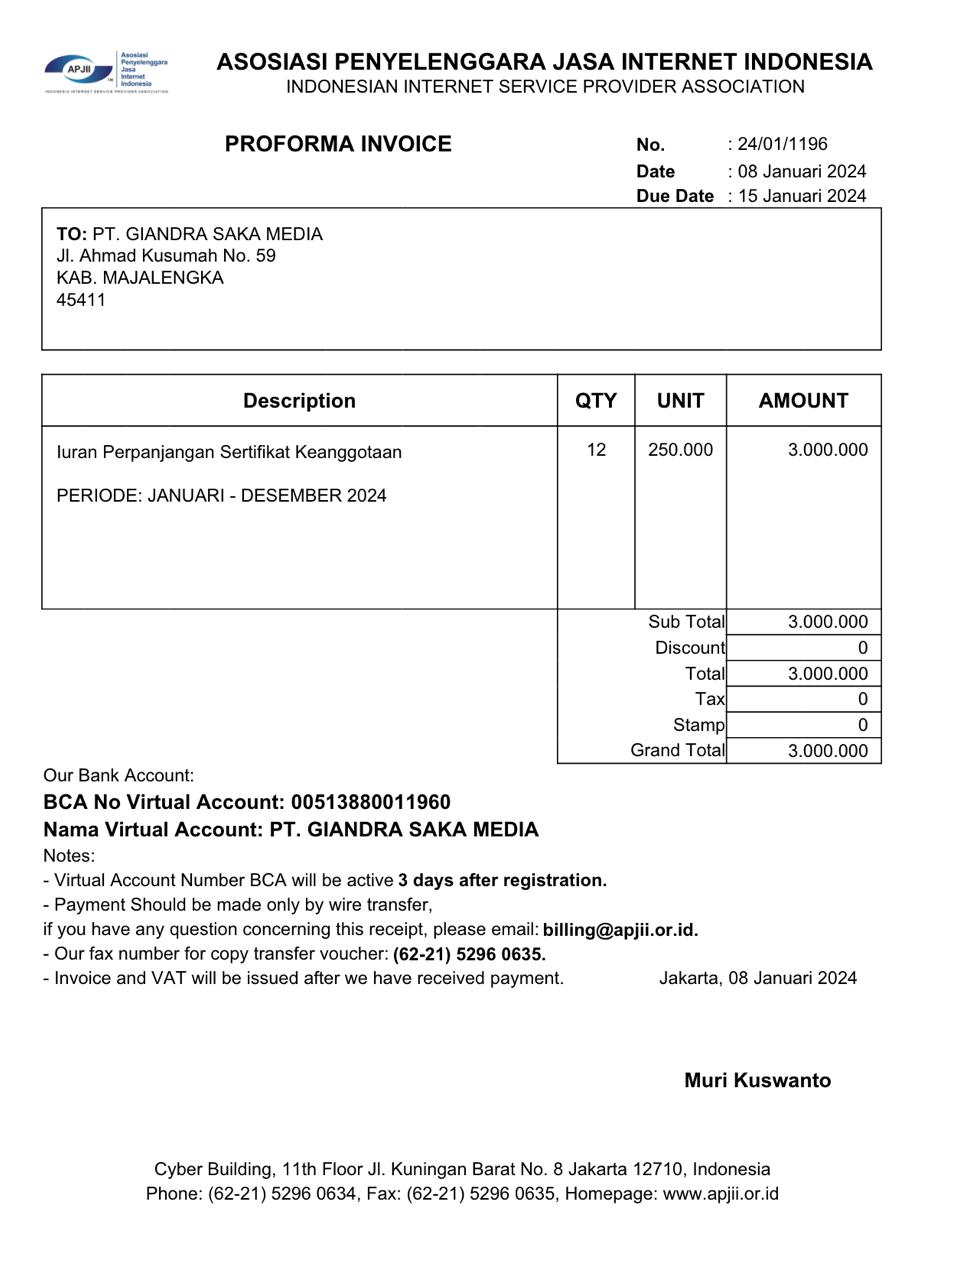 APJII
TM
Asosiasi
Penyelenggara
Jasa
Internet
Indonesia
INDONESIA INTERNET SERVICE PROVIDER ASSOCIATION
ASOSIASI PENYELENGGARA JASA INTERNET INDONESIA
INDONESIAN INTERNET SERVICE PROVIDER ASSOCIATION
PROFORMA INVOICE
No. : 24/01/1196
Date : 08 Januari 2024
Due Date : 15 Januari 2024
TO: PT. GIANDRA SAKA MEDIA
Jl. Ahmad Kusumah No. 59
KAB. MAJALENGKA
45411
Description QTY UNIT AMOUNT
Iuran Perpanjangan Sertifikat Keanggotaan 12 250.000 3.000.000
PERIODE: JANUARI - DESEMBER 2024
Sub Total 3.000.000
Discount 0
Total 3.000.000
Tax 0
Stamp 0
Grand Total 3.000.000
Our Bank Account:
BCA No Virtual Account: 00513880011960
Nama Virtual Account: PT. GIANDRA SAKA MEDIA
Notes:
- Virtual Account Number BCA will be active 3 days after registration.
- Payment Should be made only by wire transfer,
if you have any question concerning this receipt, please email: billing@apjii.or.id.
- Our fax number for copy transfer voucher: (62-21) 5296 0635.
- Invoice and VAT will be issued after we have received payment. Jakarta, 08 Januari 2024
Muri Kuswanto
Cyber Building, 11th Floor Jl. Kuningan Barat No. 8 Jakarta 12710, Indonesia
Phone: (62-21) 5296 0634, Fax: (62-21) 5296 0635, Homepage: www.apjii.or.id